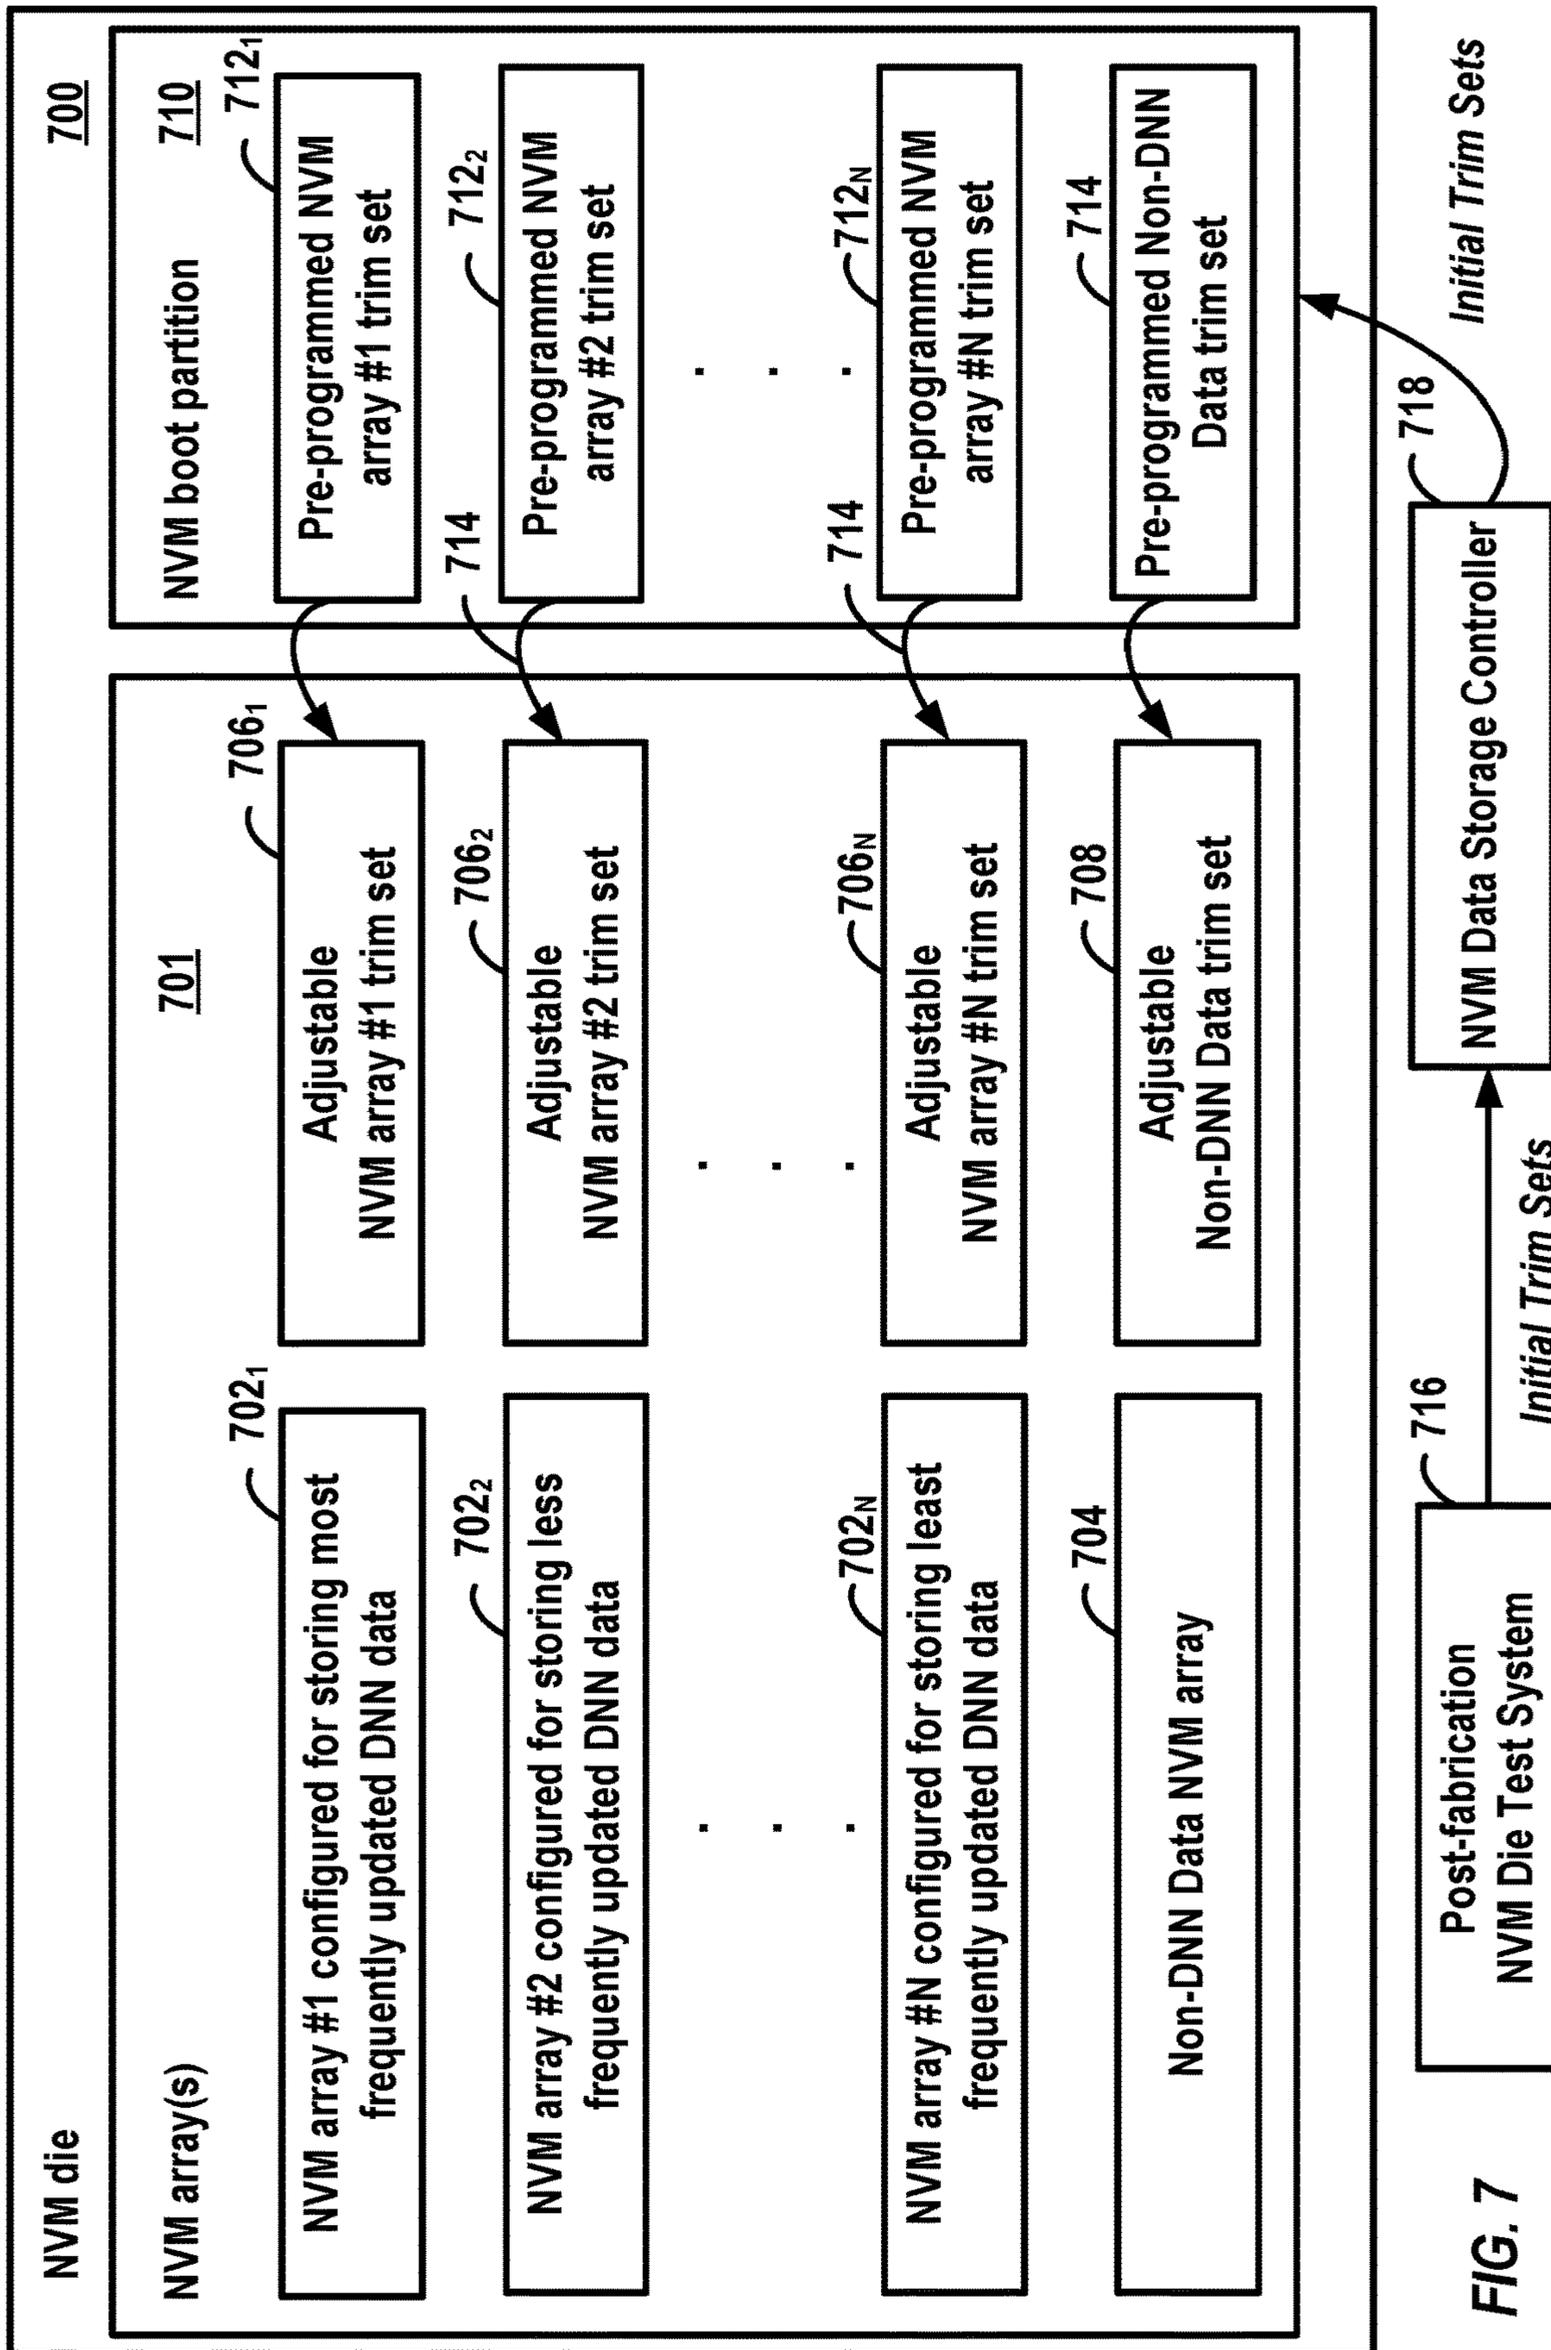 NVM die
700
NVM array(s)
701
702₁
NVM array #1 configured for storing most
frequently updated DNN data
706₁
Adjustable
NVM array #1 trim set
702₂
NVM array #2 configured for storing less
frequently updated DNN data
706₂
Adjustable
NVM array #2 trim set
702N
NVM array #N configured for storing least
frequently updated DNN data
706N
Adjustable
NVM array #N trim set
704
Non-DNN Data NVM array
708
Adjustable
Non-DNN Data trim set
NVM boot partition
710
712₁
Pre-programmed NVM
array #1 trim set
714
712₂
Pre-programmed NVM
array #2 trim set
714
712N
Pre-programmed NVM
array #N trim set
714
Pre-programmed Non-DNN
Data trim set
716
Post-fabrication
NVM Die Test System
Initial Trim Sets
718
NVM Data Storage Controller
Initial Trim Sets
FIG. 7